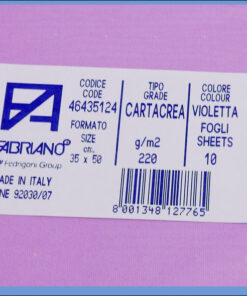 CODICE
CODE
46435124
FORMATO
SIZE
cm.
35 x 50
TIPO
GRADE
CARTACREA
g/m2
220
COLORE
COLOUR
VIOLETTA
FOGLI
SHEETS
10
FABRIANO
Fedrigoni Group
MADE IN ITALY
92030/07
8 001348 127765